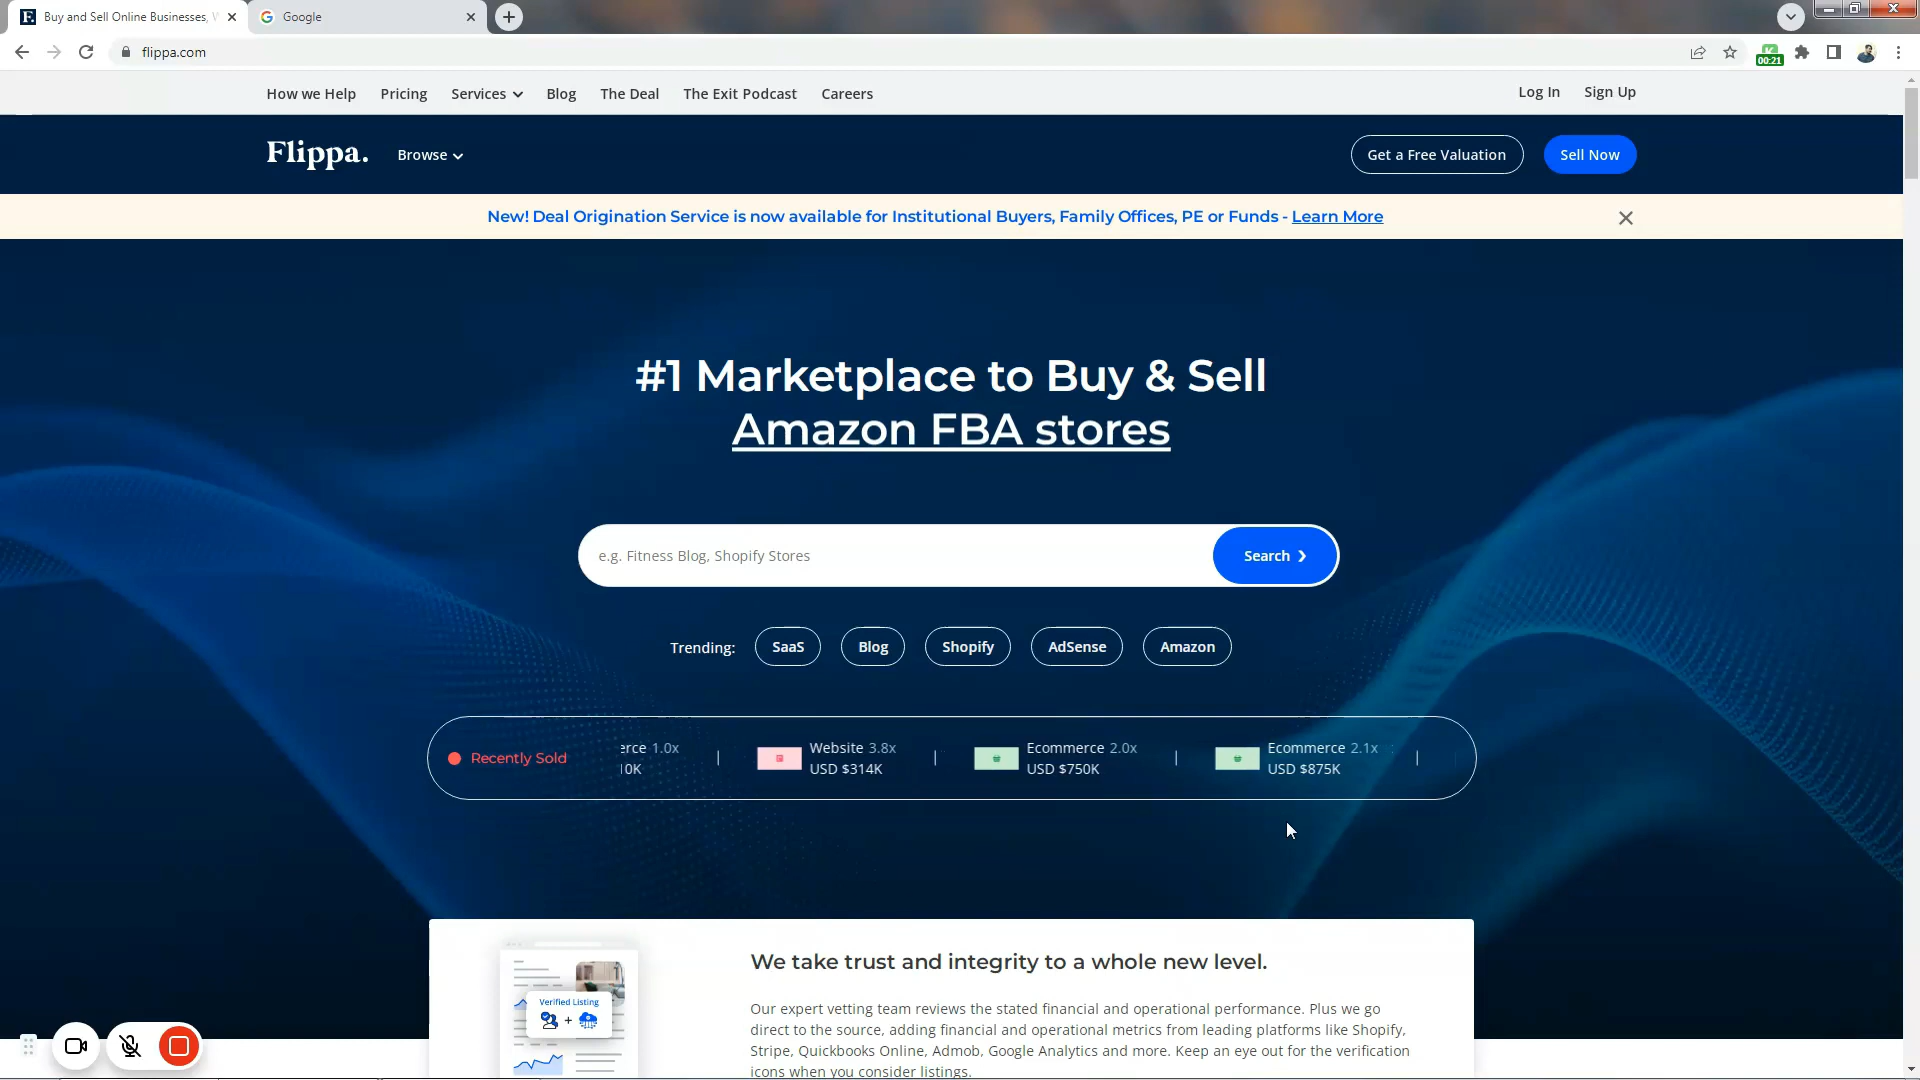 Buy and Sell Online Businesses, W
Google
flippa.com
00:21
How we Help
Pricing
Services
Blog
The Deal
The Exit Podcast
Careers
Log In
Sign Up
Flippa.
Browse
Get a Free Valuation
Sell Now
New! Deal Origination Service is now available for Institutional Buyers, Family Offices, PE or Funds - Learn More
#1 Marketplace to Buy & Sell
Amazon FBA stores
e.g. Fitness Blog, Shopify Stores
Search
Trending:
SaaS
Blog
Shopify
AdSense
Amazon
Recently Sold
erce 1.0x
10K
Website 3.8x
USD $314K
Ecommerce 2.0x
USD $750K
Ecommerce 2.1x
USD $875K
Verified Listing
+
We take trust and integrity to a whole new level.
Our expert vetting team reviews the stated financial and operational performance. Plus we go
direct to the source, adding financial and operational metrics from leading platforms like Shopify,
Stripe, Quickbooks Online, Admob, Google Analytics and more. Keep an eye out for the verification
icons when you consider listings.